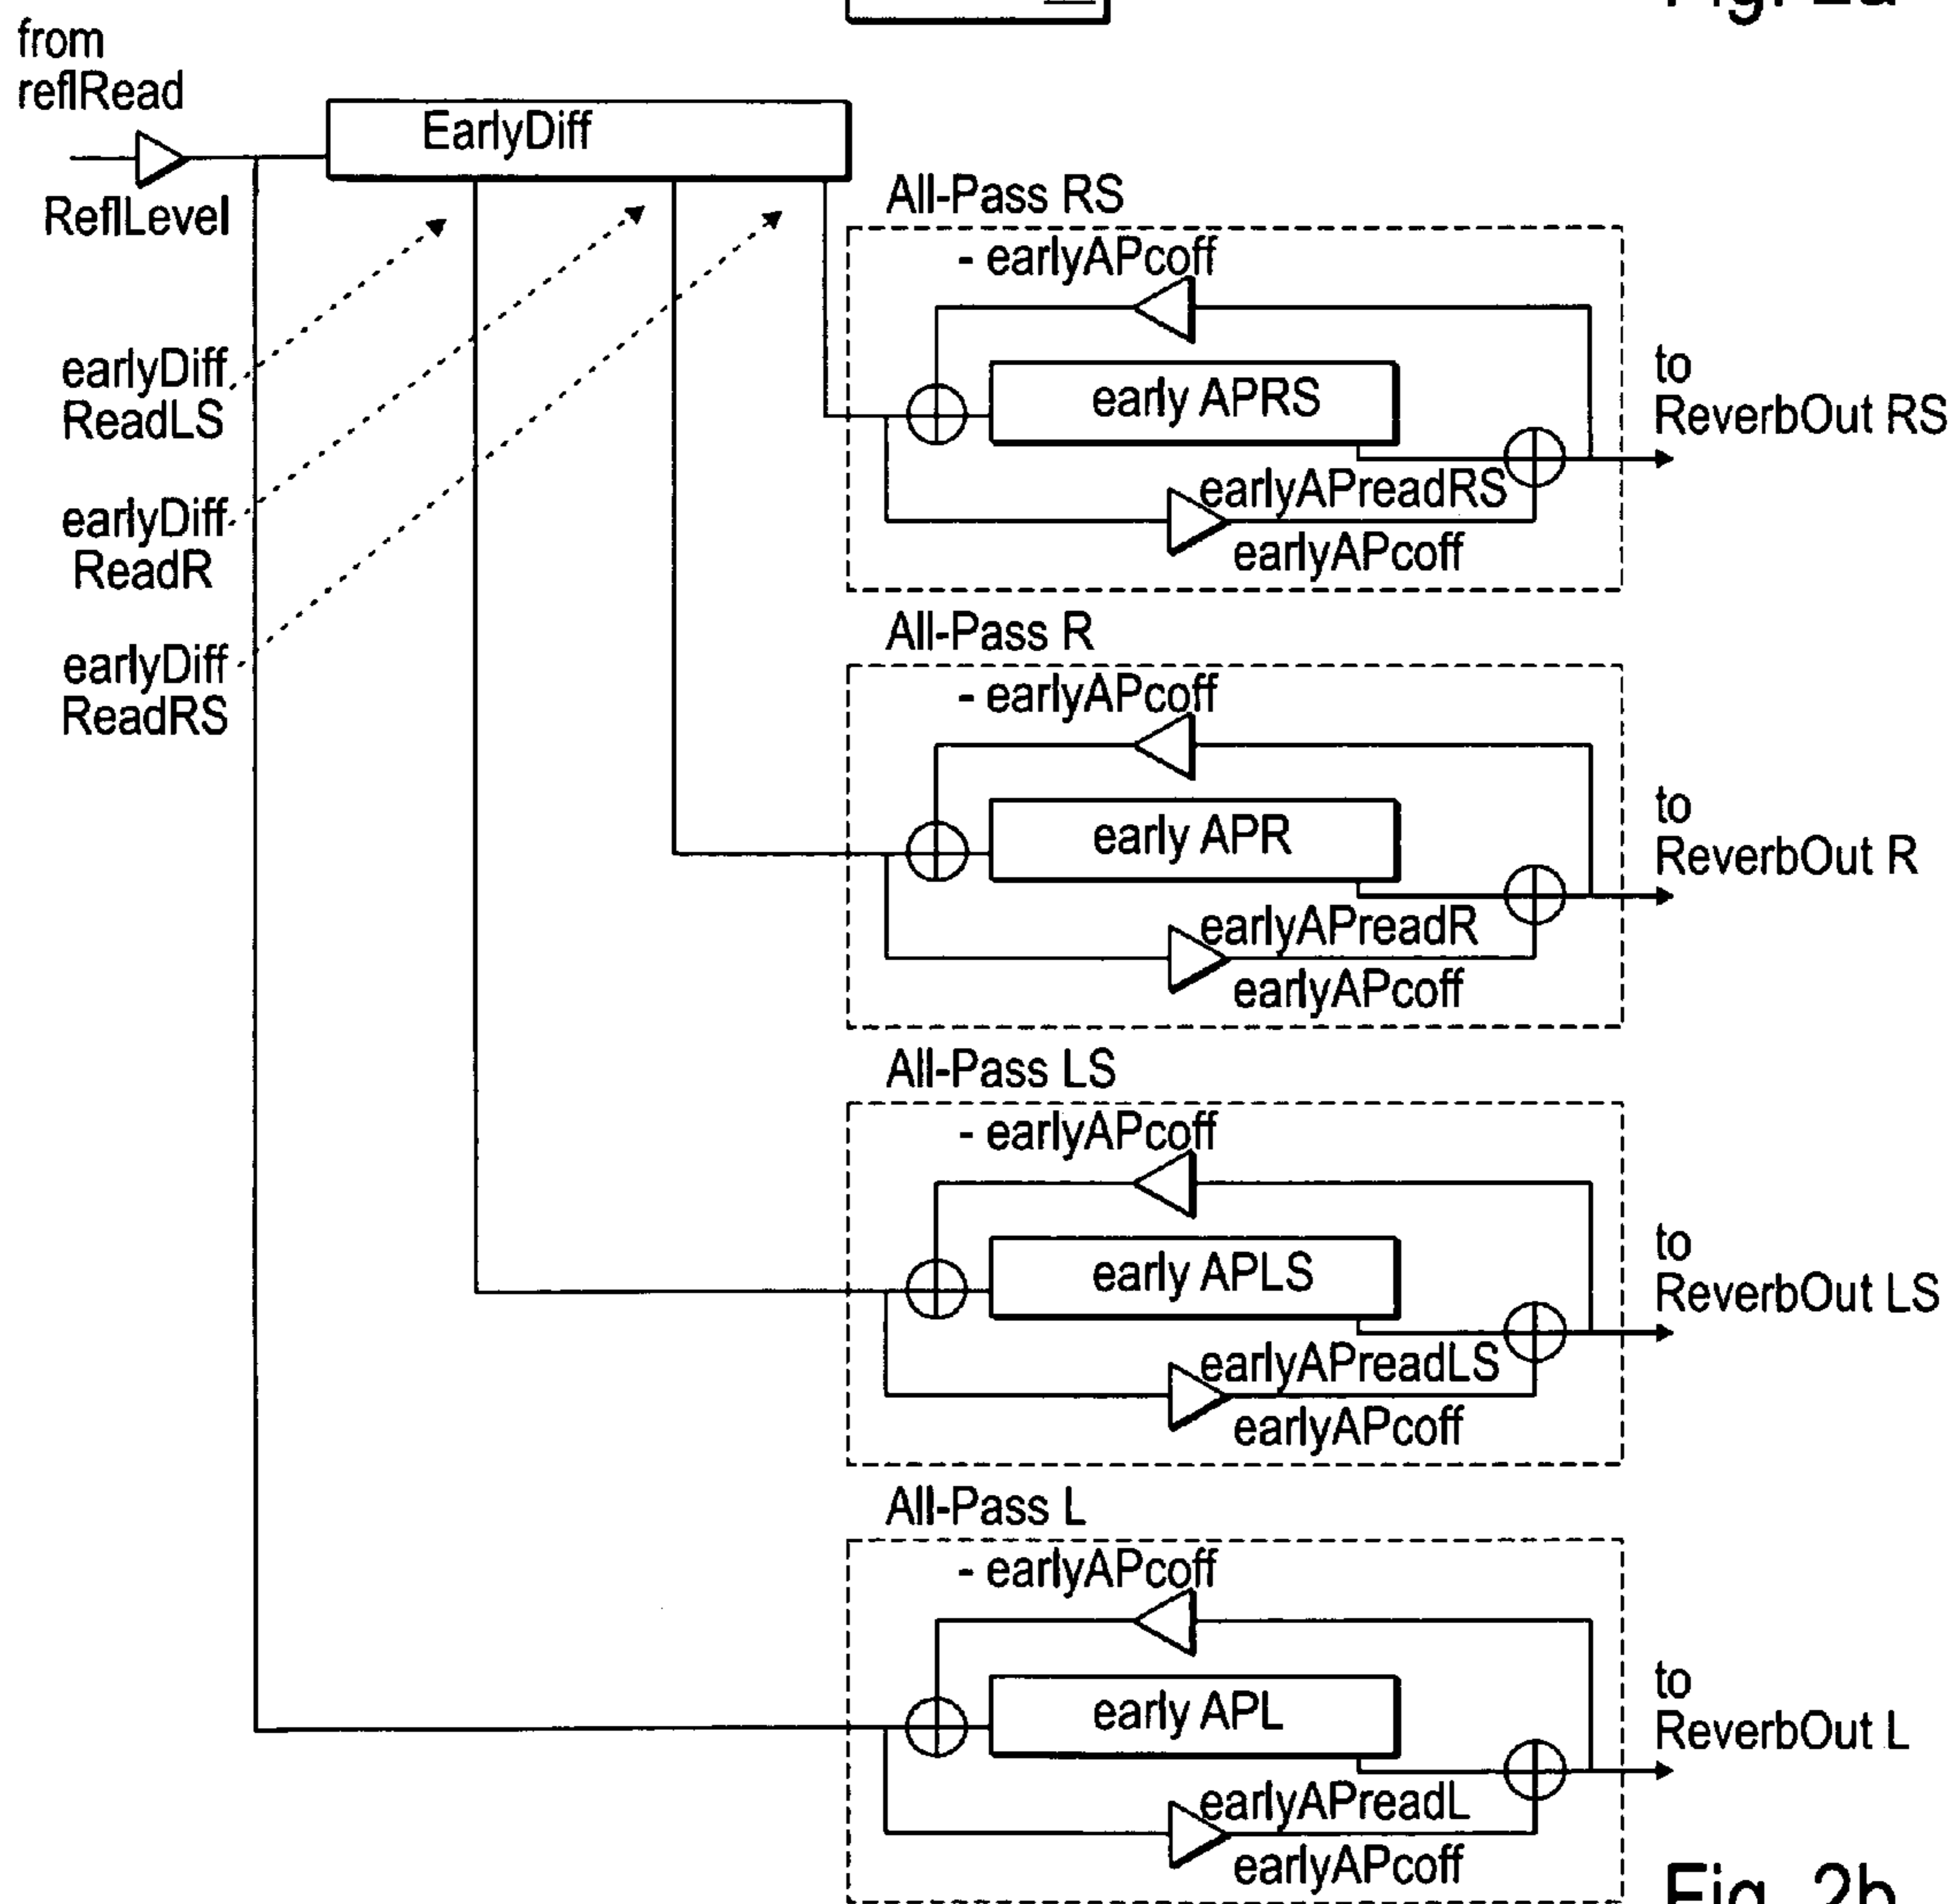 from
reflRead
EarlyDiff
ReflLevel
All-Pass RS
- earlyAPcoff
earlyDiff
ReadLS
early APRS
to
ReverbOut RS
earlyAPreadRS
earlyAPcoff
earlyDiff
ReadR
All-Pass R
earlyDiff
ReadRS
- earlyAPcoff
early APR
to
ReverbOut R
earlyAPreadR
earlyAPcoff
All-Pass LS
- earlyAPcoff
early APLS
to
ReverbOut LS
earlyAPreadLS
earlyAPcoff
All-Pass L
- earlyAPcoff
early APL
to
ReverbOut L
earlyAPreadL
earlyAPcoff
Fig. 2b